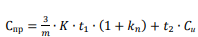 Cпр = 3/m · K · t₁ · (1 + kₙ) + t₂ · Cᵤ